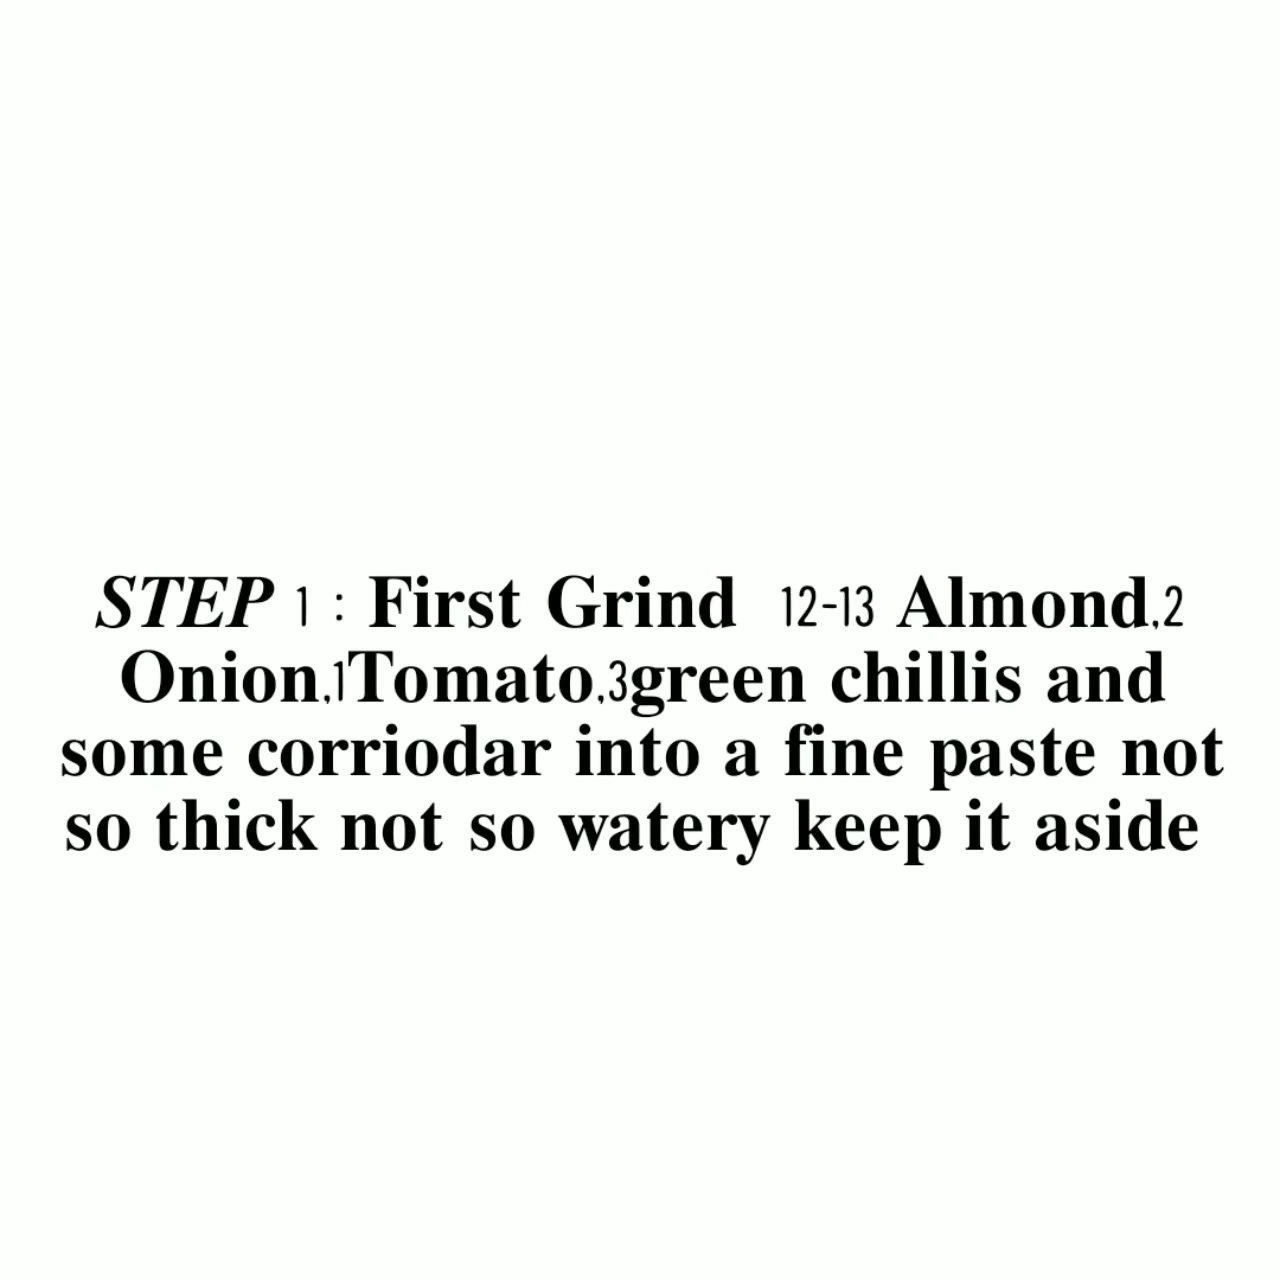 STEP 1 : First Grind  12-13 Almond,2
Onion,1Tomato,3green chillis and
some corriodar into a fine paste not
so thick not so watery keep it aside